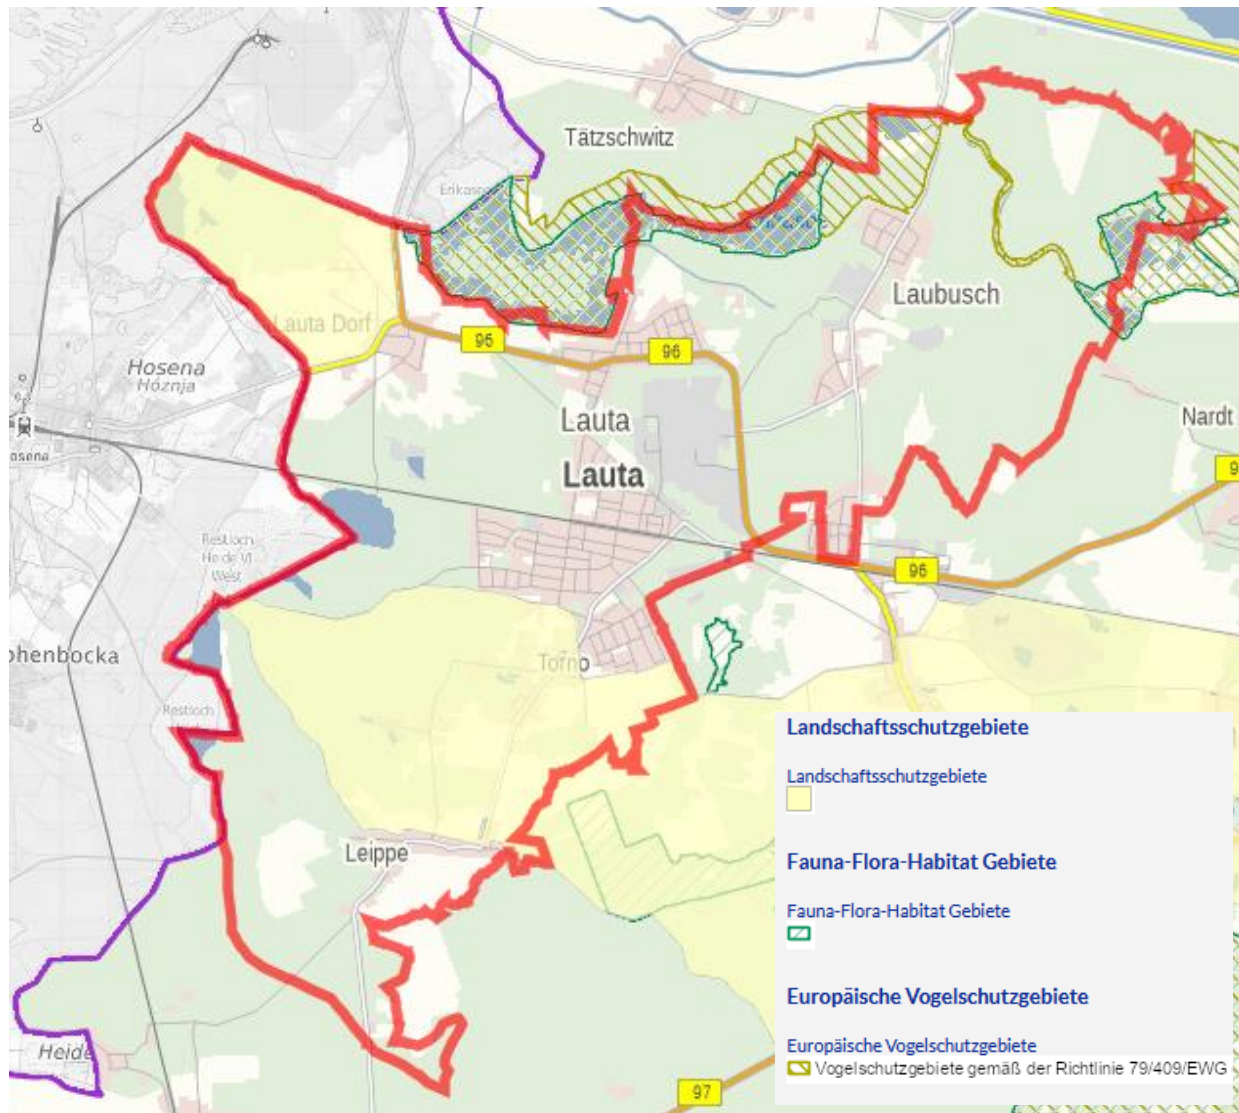 Tätzschwitz
Laubusch
Lauta Dorf
96
96
Hosena
Hóznja
Nardt
Lauta
Lauta
osena
9
Restloch
West
96
ohenbocka
Torno
Restloch
Leippe
Heide
97
Landschaftsschutzgebiete
Landschaftsschutzgebiete
Fauna-Flora-Habitat Gebiete
Fauna-Flora-Habitat Gebiete
Europäische Vogelschutzgebiete
Europäische Vogelschutzgebiete
Vogelschutzgebiete gemäß der Richtlinie 79/409/EWG